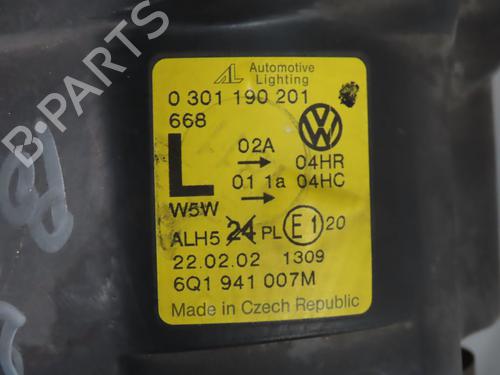 B-PARTS
AL Automotive Lighting
0 301 190 201
668
L
02A → 04HR
01 1a → 04HC
W5W
ALH5 24 PL E1 20
22.02.02 1309
6Q1 941 007M
Made in Czech Republic